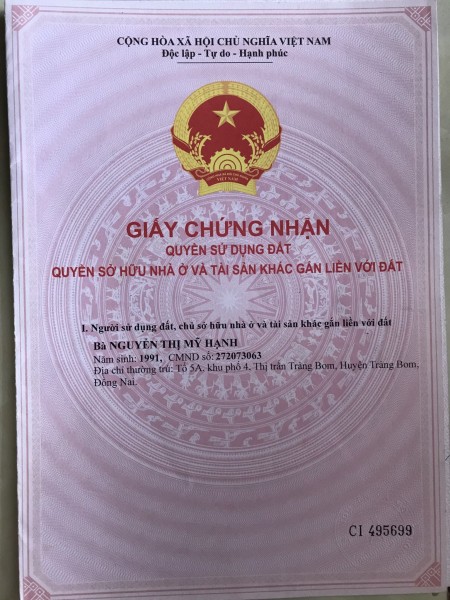 CỘNG HÒA XÃ HỘI CHỦ NGHĨA VIỆT NAM
Độc lập - Tự do - Hạnh phúc
VIỆT NAM
GIẤY CHỨNG NHẬN
QUYỀN SỬ DỤNG ĐẤT
QUYỀN SỞ HỮU NHÀ Ở VÀ TÀI SẢN KHÁC GẮN LIỀN VỚI ĐẤT
I. Người sử dụng đất, chủ sở hữu nhà ở và tài sản khác gắn liền với đất
Bà NGUYỄN THỊ MỸ HẠNH
Năm sinh: 1991, CMND số: 272073063
Địa chỉ thường trú: Tổ 5A, khu phố 4, Thị trấn Trảng Bom, Huyện Trảng Bom,
Đồng Nai.
CI 495699